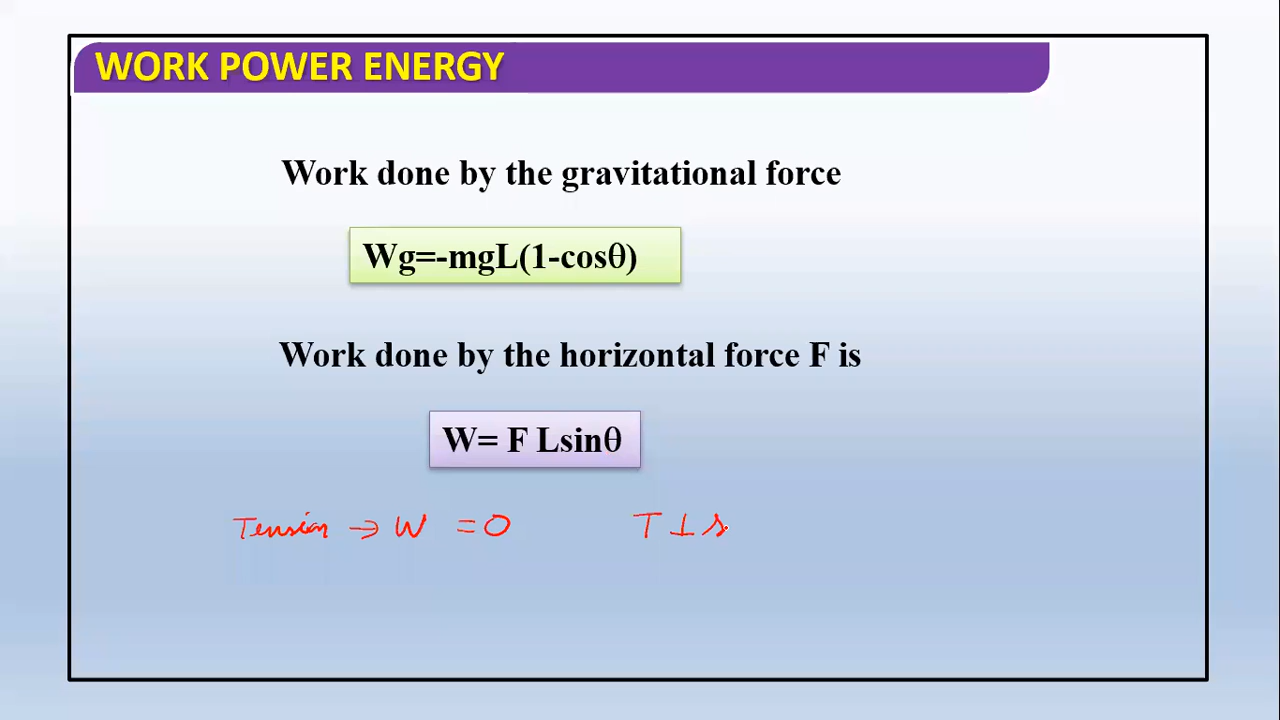 WORK POWER ENERGY
Work done by the gravitational force
Wg=-mgL(1-cosθ)
Work done by the horizontal force F is
W= F Lsinθ
Tension → W = 0 T ⊥ s